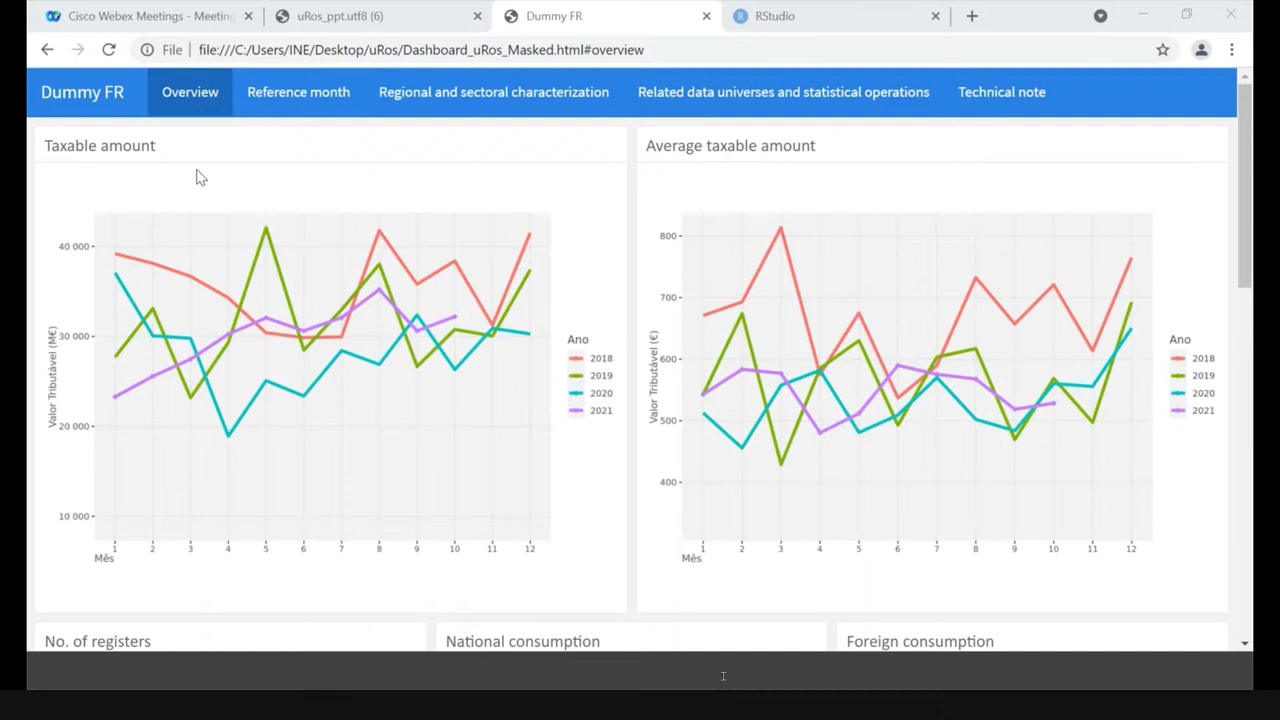 Cisco Webex Meetings - Meeting
uRos_ppt.utf8 (6)
Dummy FR
RStudio
File
file:///C:/Users/INE/Desktop/uRos/Dashboard_uRos_Masked.html#overview
Dummy FR
Overview
Reference month
Regional and sectoral characterization
Related data universes and statistical operations
Technical note
Taxable amount
Valor Tributável (M€)
40 000
30 000
20 000
10 000
1 2 3 4 5 6 7 8 9 10 11 12
Mês
Ano
2018
2019
2020
2021
Average taxable amount
Valor Tributável (€)
800
700
600
500
400
1 2 3 4 5 6 7 8 9 10 11 12
Mês
Ano
2018
2019
2020
2021
No. of registers
National consumption
Foreign consumption